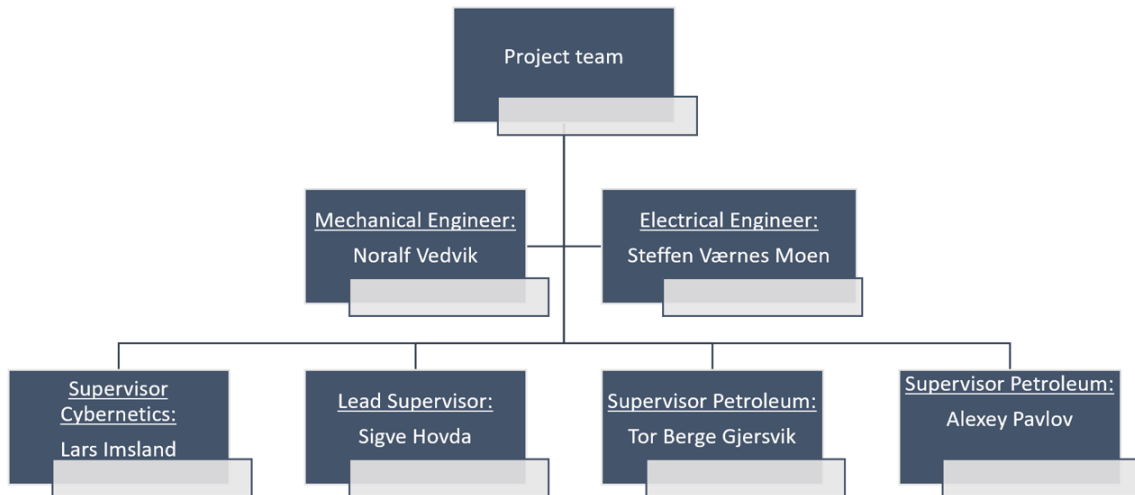 Project team
Mechanical Engineer:
Noralf Vedvik
Electrical Engineer:
Steffen Værnes Moen
Supervisor
Cybernetics:
Lars Imsland
Lead Supervisor:
Sigve Hovda
Supervisor Petroleum:
Tor Berge Gjersvik
Supervisor Petroleum:
Alexey Pavlov